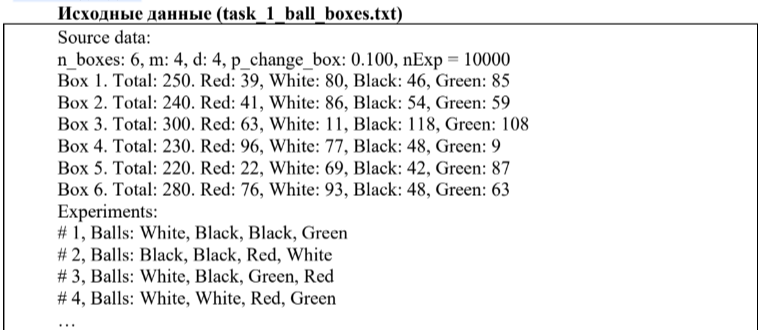 Исходные данные (task_1_ball_boxes.txt)
Source data:
n_boxes: 6, m: 4, d: 4, p_change_box: 0.100, nExp = 10000
Box 1. Total: 250. Red: 39, White: 80, Black: 46, Green: 85
Box 2. Total: 240. Red: 41, White: 86, Black: 54, Green: 59
Box 3. Total: 300. Red: 63, White: 11, Black: 118, Green: 108
Box 4. Total: 230. Red: 96, White: 77, Black: 48, Green: 9
Box 5. Total: 220. Red: 22, White: 69, Black: 42, Green: 87
Box 6. Total: 280. Red: 76, White: 93, Black: 48, Green: 63
Experiments:
# 1, Balls: White, Black, Black, Green
# 2, Balls: Black, Black, Red, White
# 3, Balls: White, Black, Green, Red
# 4, Balls: White, White, Red, Green
…